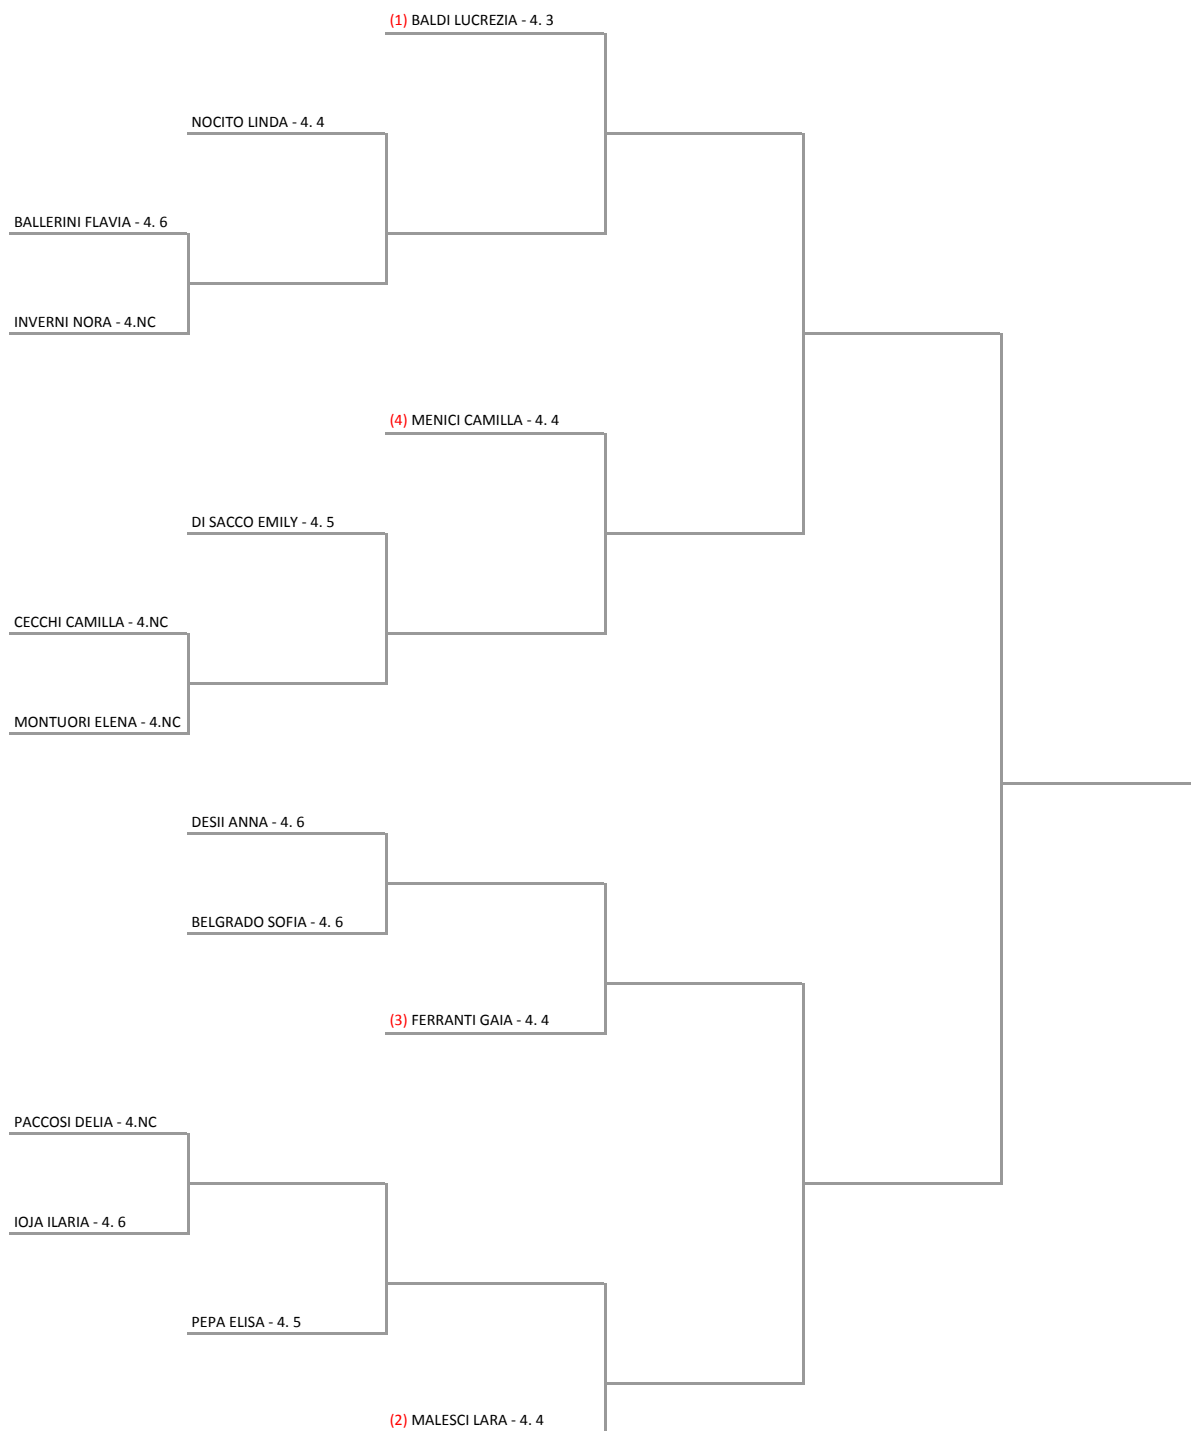 (1) BALDI LUCREZIA - 4. 3
NOCITO LINDA - 4. 4
BALLERINI FLAVIA - 4. 6
INVERNI NORA - 4.NC
(4) MENICI CAMILLA - 4. 4
DI SACCO EMILY - 4. 5
CECCHI CAMILLA - 4.NC
MONTUORI ELENA - 4.NC
DESII ANNA - 4. 6
BELGRADO SOFIA - 4. 6
(3) FERRANTI GAIA - 4. 4
PACCOSI DELIA - 4.NC
IOJA ILARIA - 4. 6
PEPA ELISA - 4. 5
(2) MALESCI LARA - 4. 4